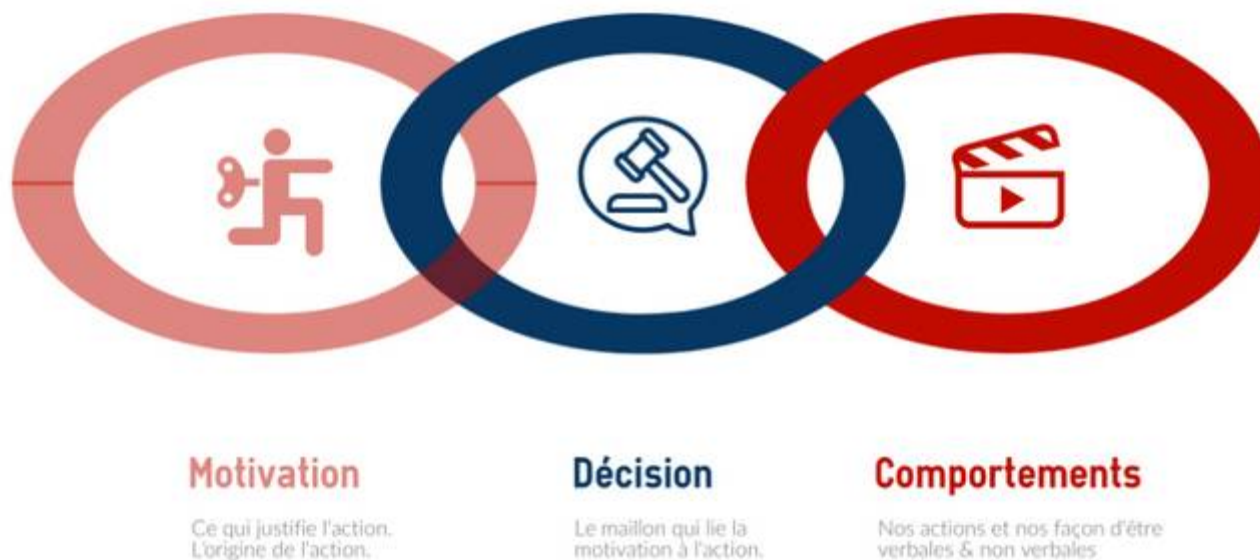 Motivation
Ce qui justifie l'action.
L'origine de l'action.
Décision
Le maillon qui lie la
motivation à l'action.
Comportements
Nos actions et nos façon d'être
verbales & non verbales